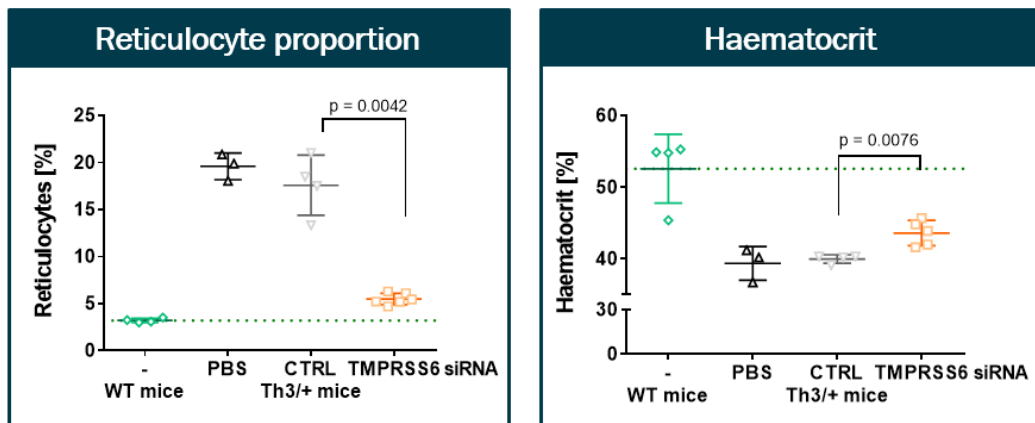 Reticulocyte proportion
p = 0.0042
Reticulocytes [%]
25
20
15
10
5
0
- PBS CTRL TMPRSS6 siRNA
WT mice Th3/+ mice
Haematocrit
p = 0.0076
Haematocrit [%]
60
50
40
30
0
- PBS CTRL TMPRSS6 siRNA
WT mice Th3/+ mice